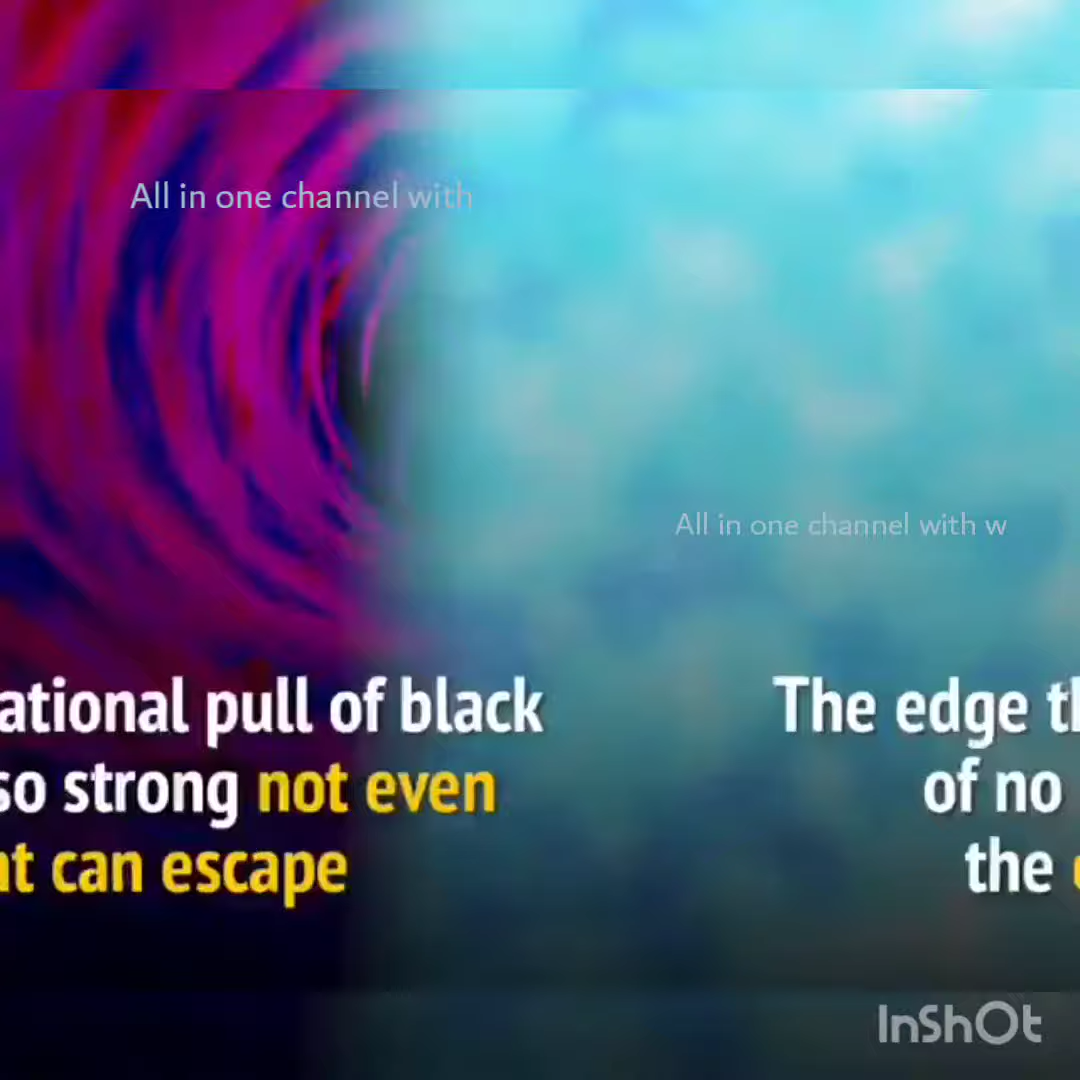 All in one channel with
All in one channel with w
ational pull of black
so strong not even
can escape
The edge
of no
the
InShOt